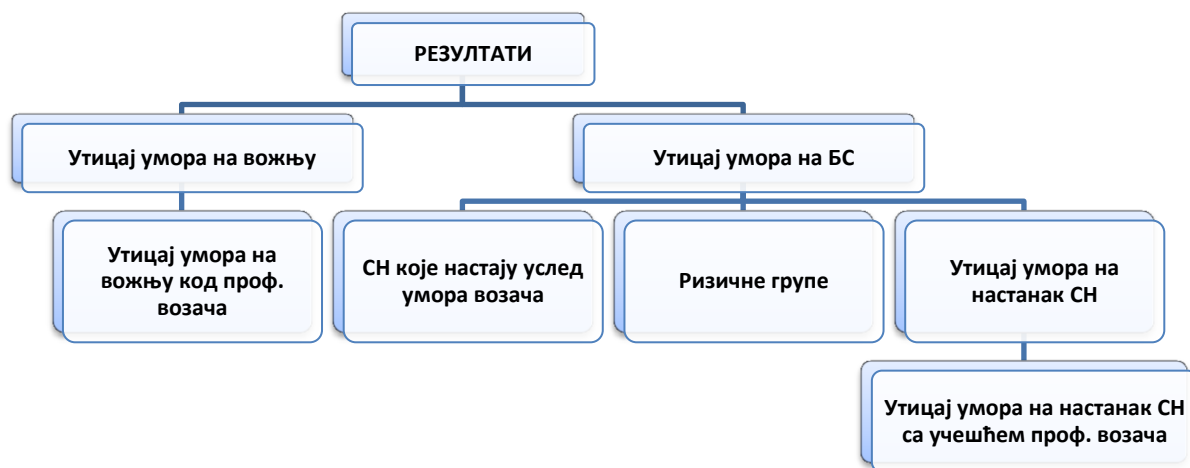 РЕЗУЛТАТИ
Утицај умора на вожњу
Утицај умора на БС
Утицај умора на
вожњу код проф.
возача
СН које настају услед
умора возача
Ризичне групе
Утицај умора на
настанак СН
Утицај умора на настанак СН
са учешћем проф. возача